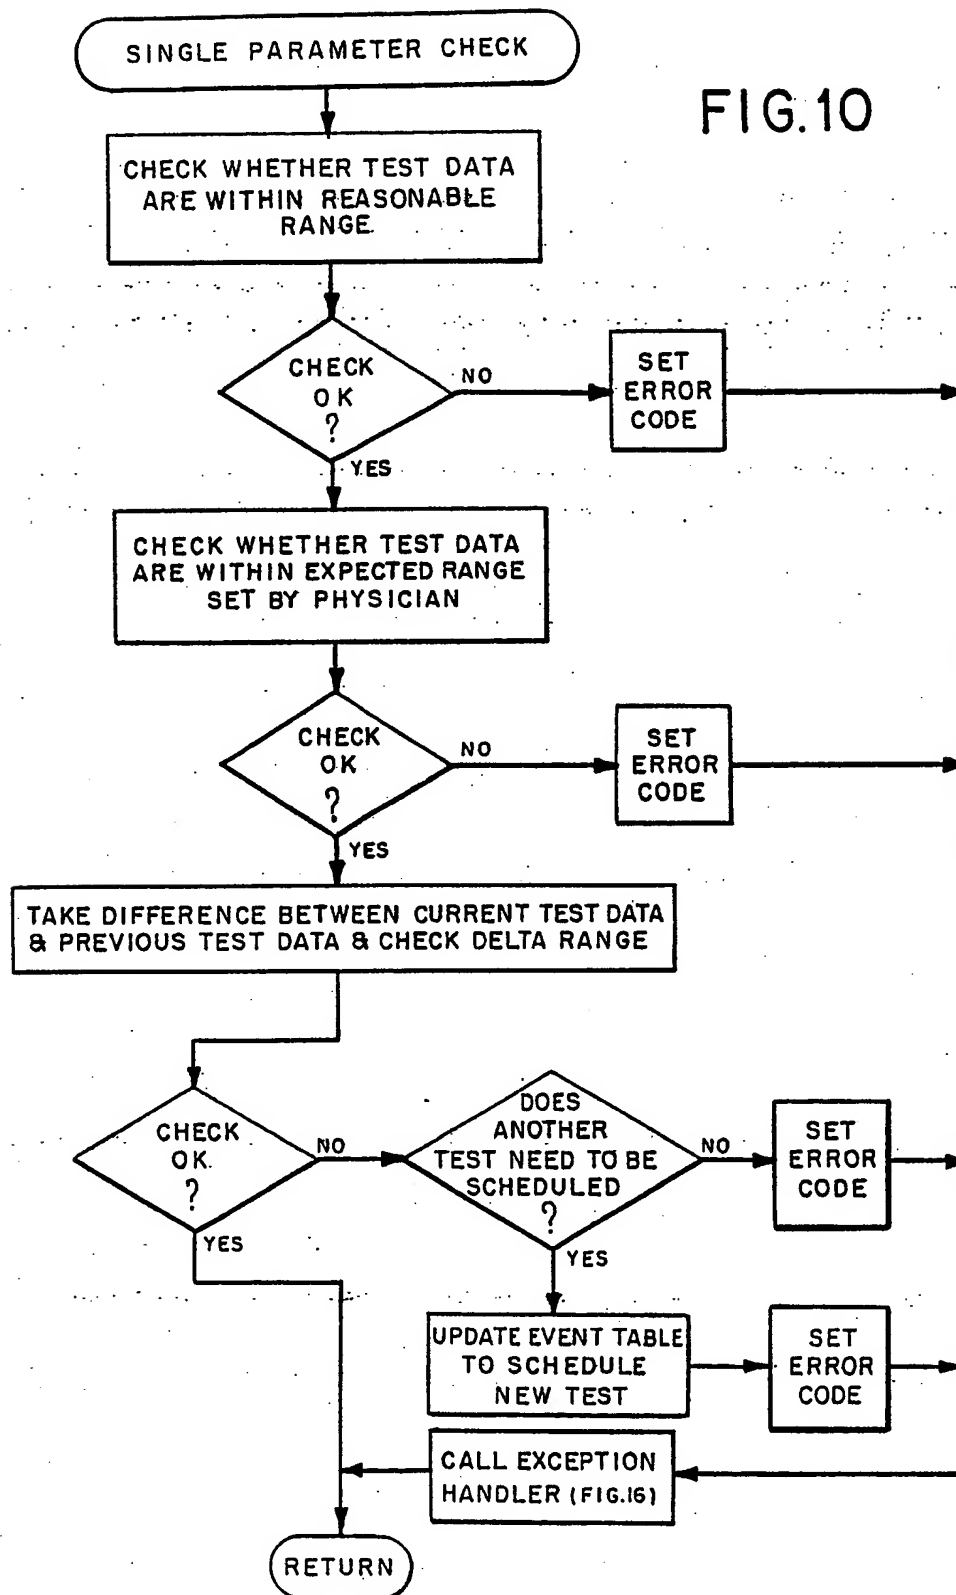 SINGLE PARAMETER CHECK
FIG.10
CHECK WHETHER TEST DATA
ARE WITHIN REASONABLE
RANGE.
CHECK
OK
?
NO
SET
ERROR
CODE
YES
CHECK WHETHER TEST DATA
ARE WITHIN EXPECTED RANGE
SET BY PHYSICIAN
CHECK
OK
?
NO
SET
ERROR
CODE
YES
TAKE DIFFERENCE BETWEEN CURRENT TEST DATA
& PREVIOUS TEST DATA & CHECK DELTA RANGE
CHECK
OK.
?
NO
DOES
ANOTHER
TEST NEED TO BE
SCHEDULED
?
NO
SET
ERROR
CODE
YES
YES
UPDATE EVENT TABLE
TO SCHEDULE
NEW TEST
SET
ERROR
CODE
CALL EXCEPTION
HANDLER (FIG.16)
RETURN